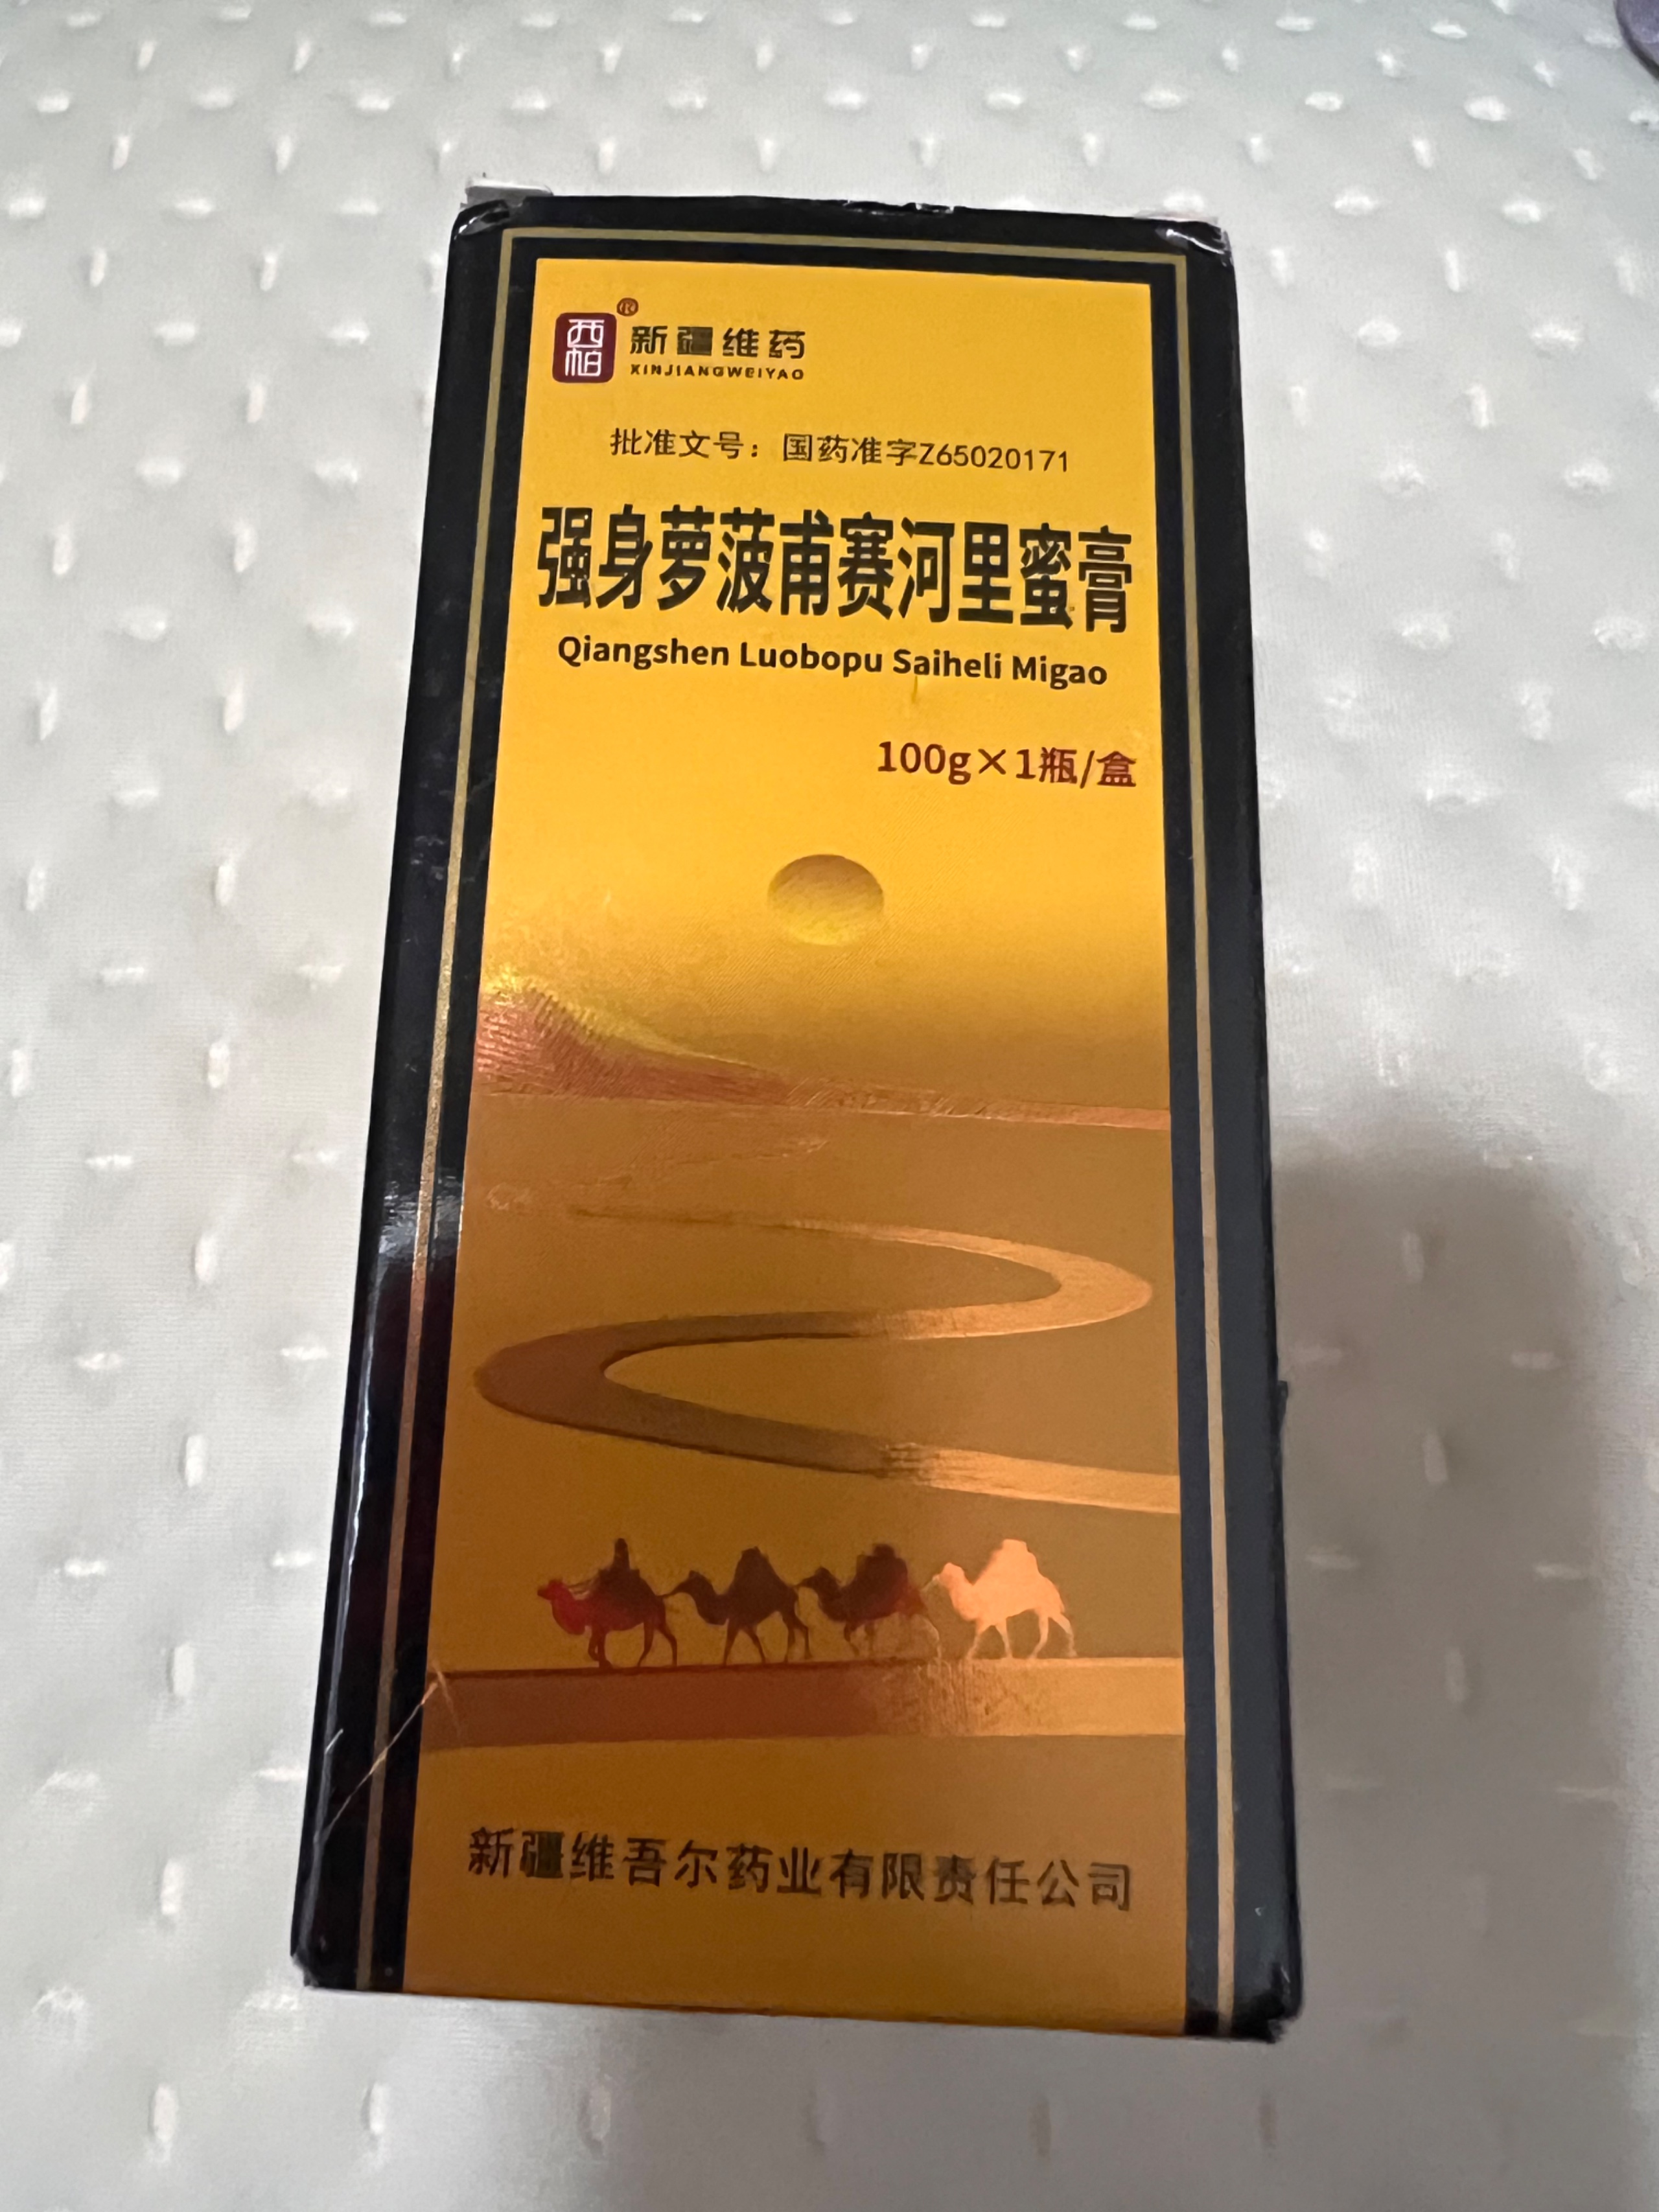 西帕®
新疆维药
XINJIANGWEIYAO
批准文号：国药准字Z65020171
强身萝菠甫赛河里蜜膏
Qiangshen Luobopu Saiheli Migao
100g×1瓶/盒
新疆维吾尔药业有限责任公司